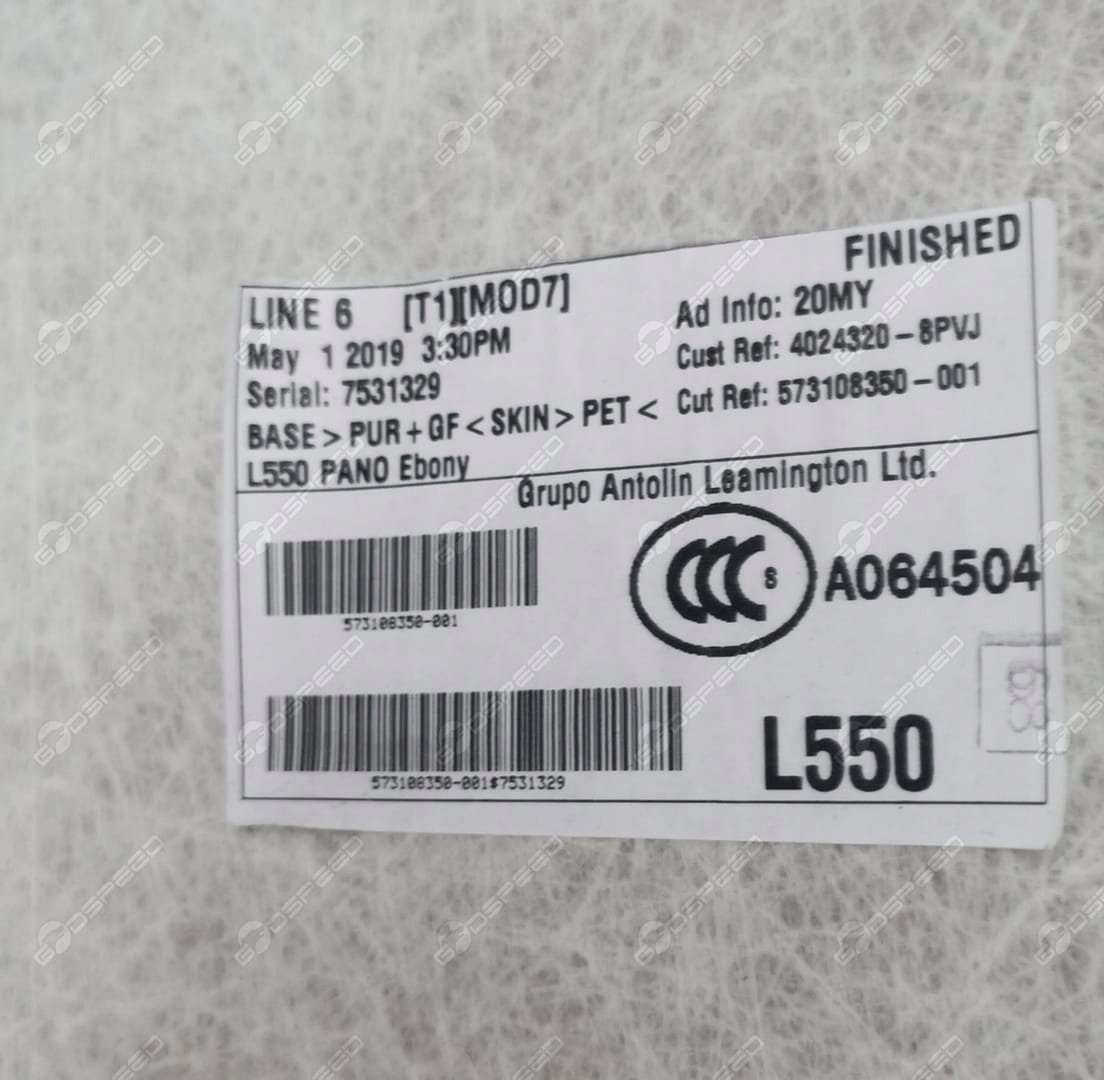 FINISHED
LINE 6 [T1][MOD7]
Ad Info: 20MY
May 1 2019 3:30PM
Cust Ref: 4024320-8PVJ
Serial: 7531329
Cut Ref: 573108350-001
BASE>PUR+GF<SKIN>PET<
L550 PANO Ebony
Grupo Antolin Leamington Ltd.
CCC S A064504
573108350-001
L550
573108350-001$7531329
GODSPEED